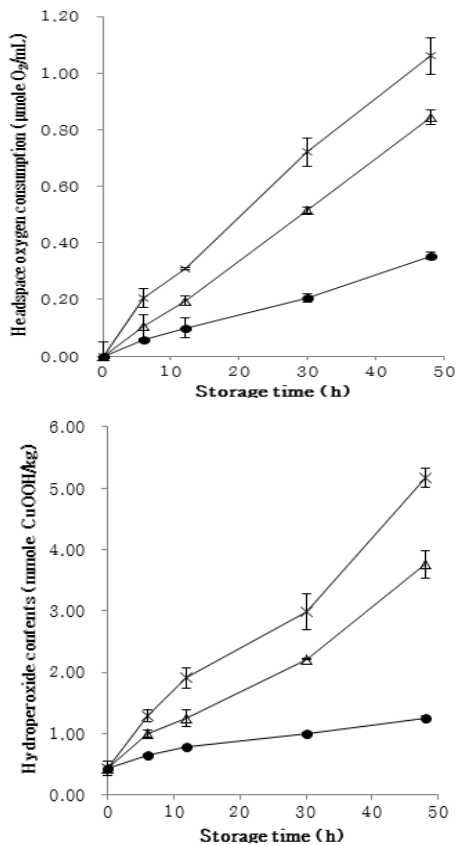 Headspace oxygen consumption (µmole O₂/mL)
1.20
1.00
0.80
0.60
0.40
0.20
0.00
0 10 20 30 40 50
Storage time (h)
Hydroperoxide contents (mmole CuOOH/kg)
6.00
5.00
4.00
3.00
2.00
1.00
0.00
0 10 20 30 40 50
Storage time (h)